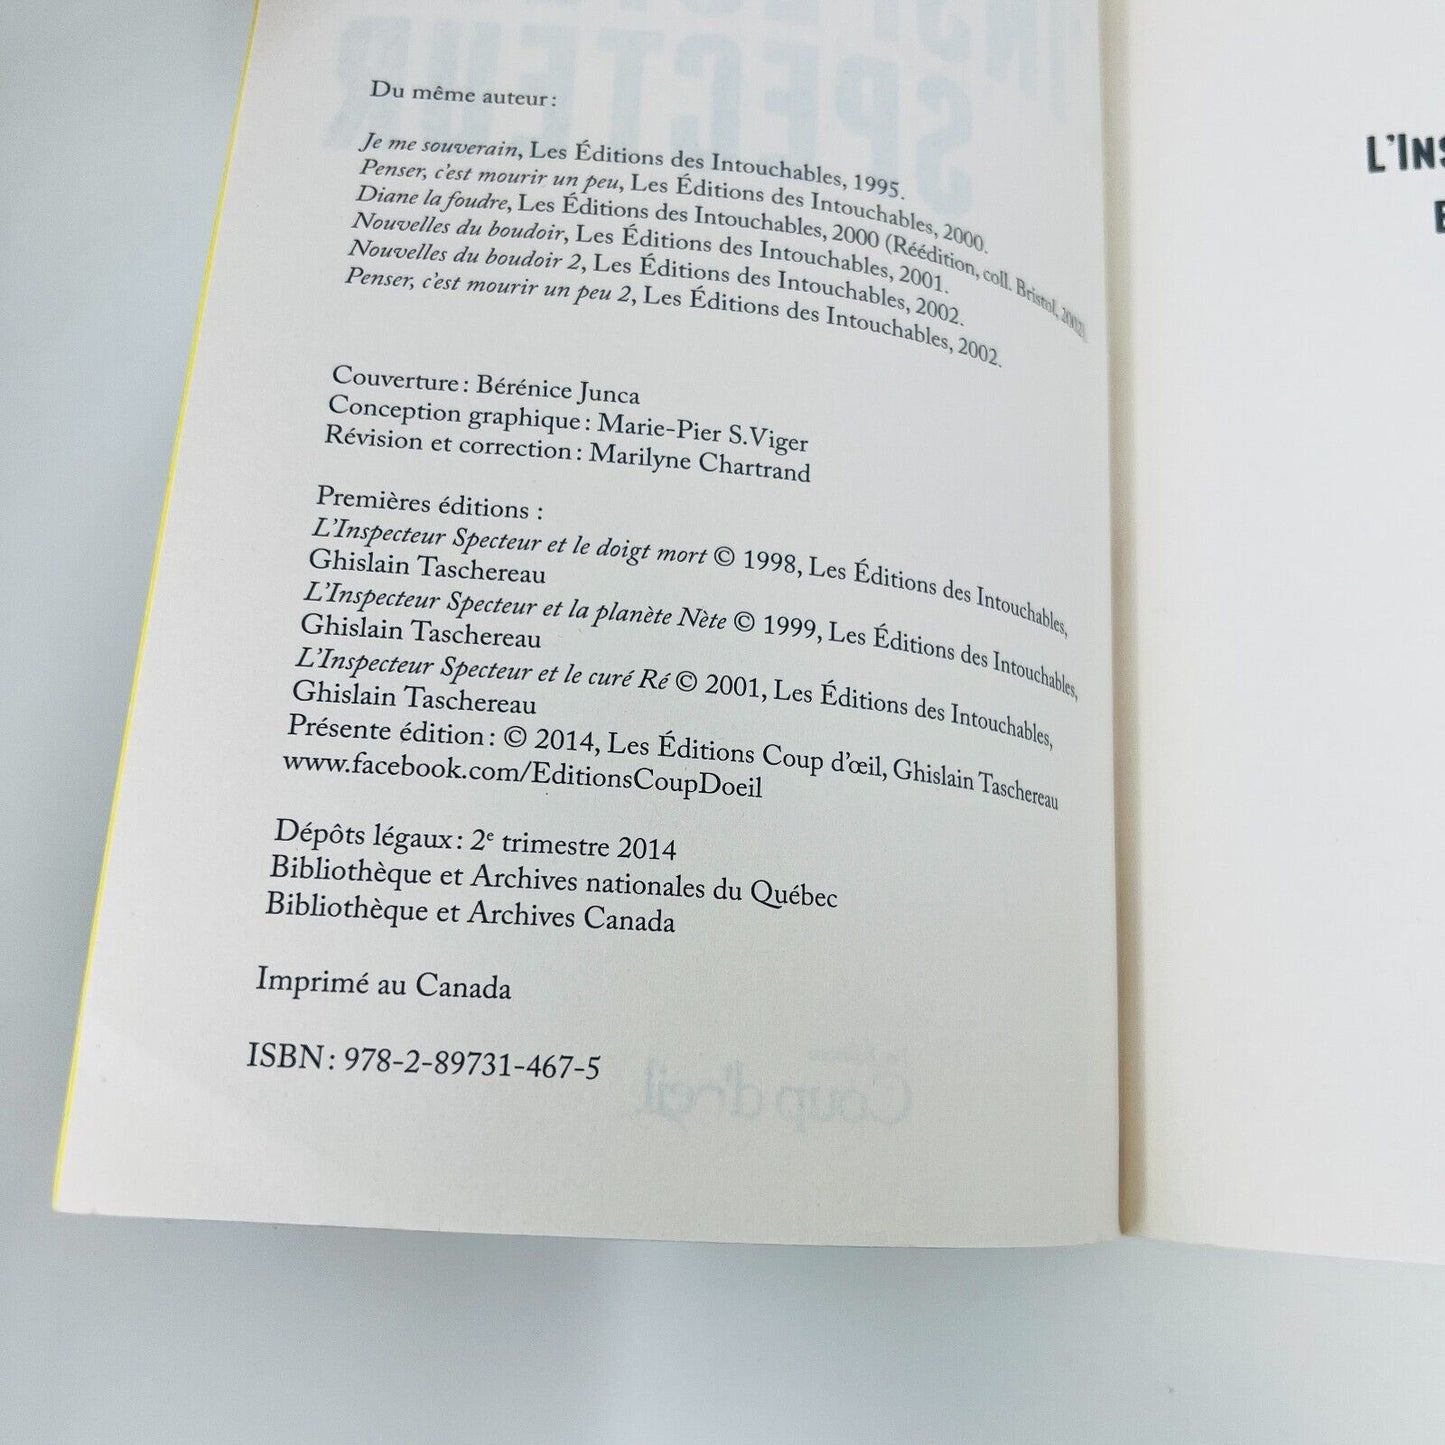 Du même auteur :
Je me souverain, Les Éditions des Intouchables, 1995.
Penser, c'est mourir un peu, Les Éditions des Intouchables, 2000.
Diane la foudre, Les Éditions des Intouchables, 2000 (Réédition, coll. Bristol, 2002).
Nouvelles du boudoir, Les Éditions des Intouchables, 2001.
Nouvelles du boudoir 2, Les Éditions des Intouchables, 2002.
Penser, c'est mourir un peu 2, Les Éditions des Intouchables, 2002.
Couverture : Bérénice Junca
Conception graphique : Marie-Pier S.Viger
Révision et correction : Marilyne Chartrand
Premières éditions :
L'Inspecteur Specteur et le doigt mort © 1998, Les Éditions des Intouchables,
Ghislain Taschereau
L'Inspecteur Specteur et la planète Nète © 1999, Les Éditions des Intouchables,
Ghislain Taschereau
L'Inspecteur Specteur et le curé Ré © 2001, Les Éditions des Intouchables,
Ghislain Taschereau
Présente édition : © 2014, Les Éditions Coup d'œil, Ghislain Taschereau
www.facebook.com/EditionsCoupDoeil
Dépôts légaux : 2e trimestre 2014
Bibliothèque et Archives nationales du Québec
Bibliothèque et Archives Canada
Imprimé au Canada
ISBN : 978-2-89731-467-5
L'INS
E